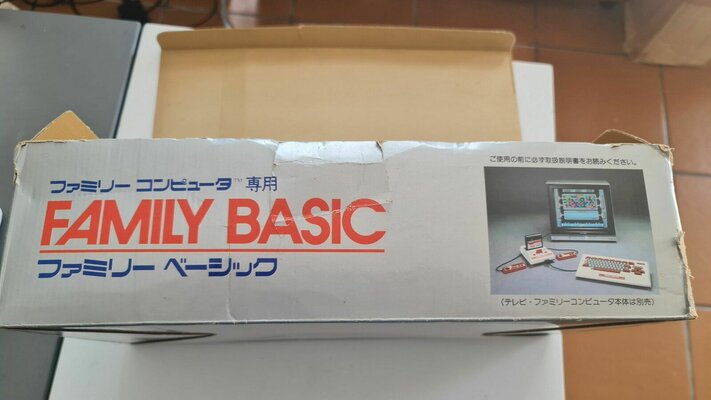 ファミリー コンピュータ™ 専用
FAMILY BASIC
ファミリー ベーシック
ご使用の前に必ず取扱説明書をお読みください。
(テレビ・ファミリーコンピュータ本体は別売)